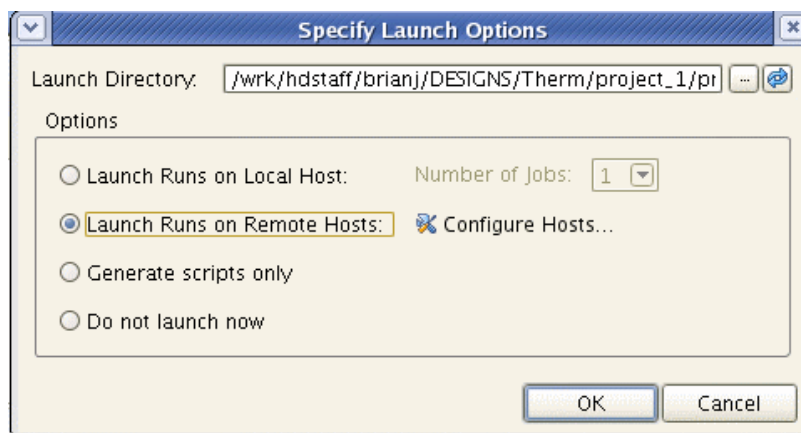 Specify Launch Options
Launch Directory: /wrk/hdstaff/brianj/DESIGNS/Therm/project_1/pr ...
Options
Launch Runs on Local Host: Number of Jobs: 1
Launch Runs on Remote Hosts: Configure Hosts...
Generate scripts only
Do not launch now
OK Cancel